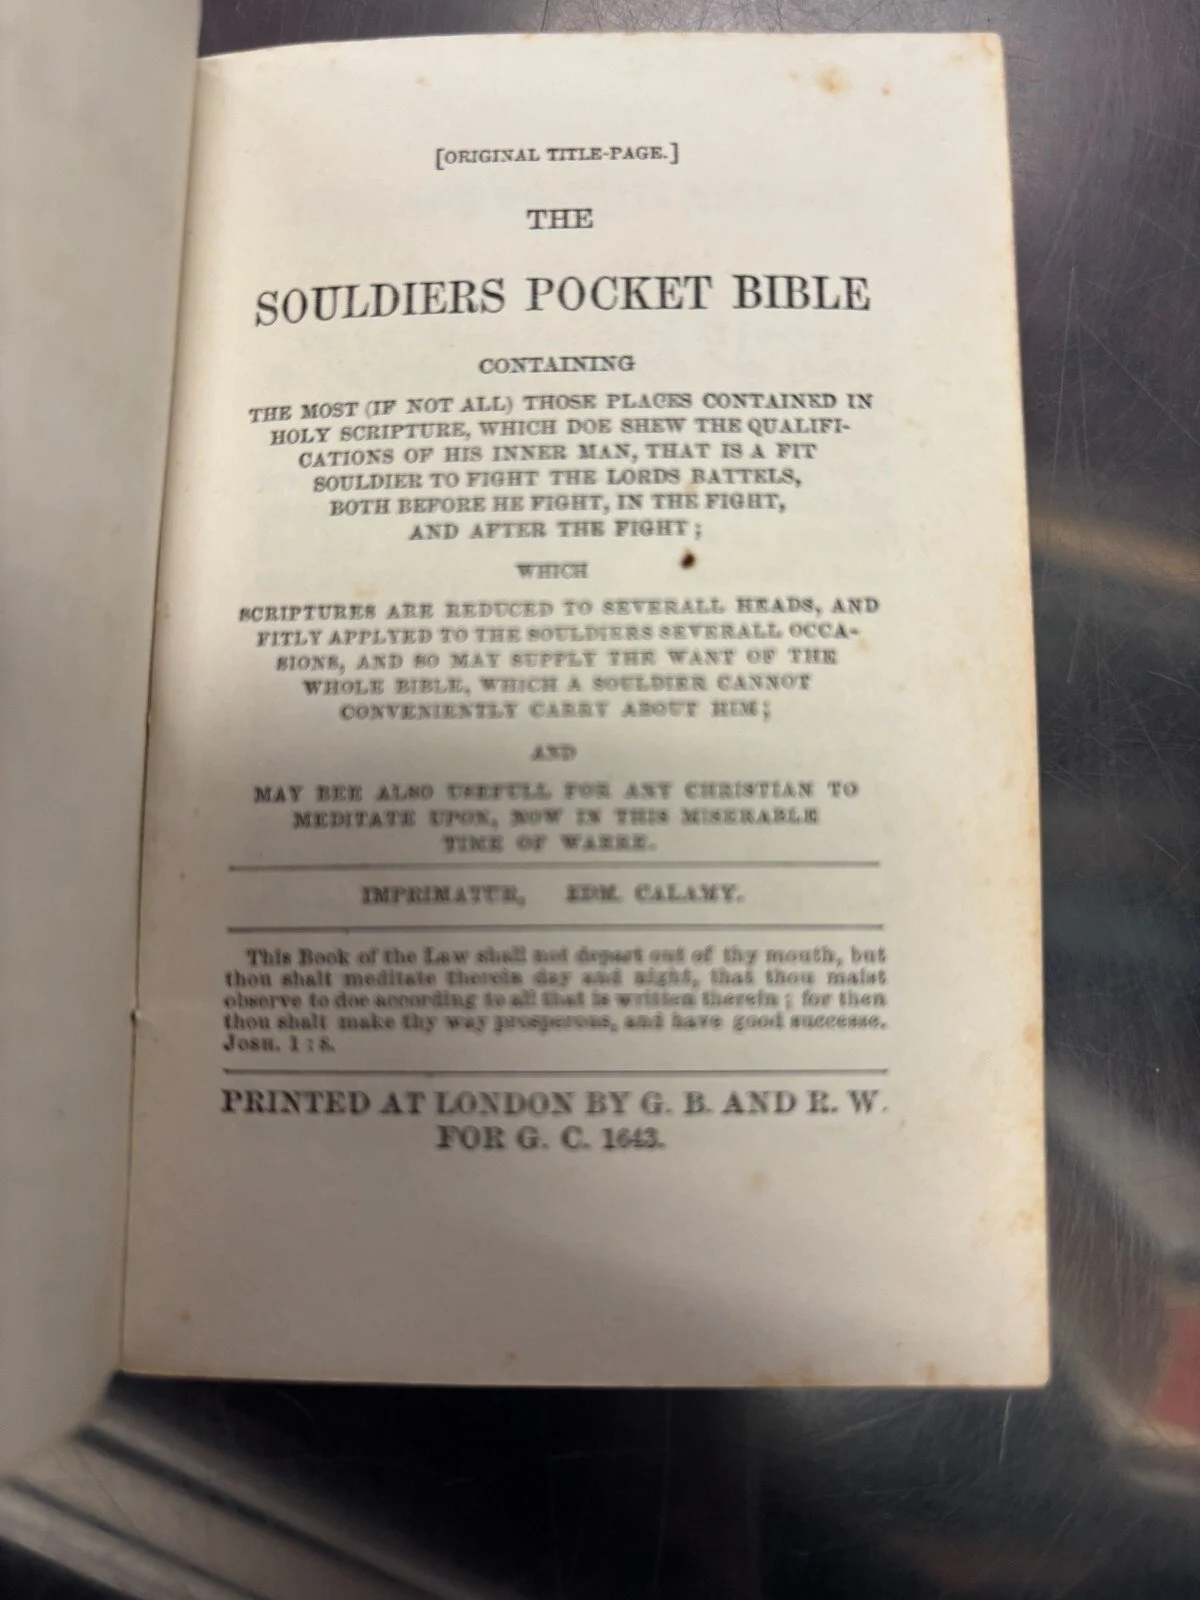 [ORIGINAL TITLE-PAGE.]
THE
SOULDIERS POCKET BIBLE
CONTAINING
THE MOST (IF NOT ALL) THOSE PLACES CONTAINED IN
HOLY SCRIPTURE, WHICH DOE SHEW THE QUALIFI-
CATIONS OF HIS INNER MAN, THAT IS A FIT
SOULDIER TO FIGHT THE LORDS BATTELS,
BOTH BEFORE HE FIGHT, IN THE FIGHT,
AND AFTER THE FIGHT;
WHICH
SCRIPTURES ARE REDUCED TO SEVERALL HEADS, AND
FITLY APPLYED TO THE SOULDIERS SEVERALL OCCA-
SIONS, AND SO MAY SUPPLY THE WANT OF THE
WHOLE BIBLE, WHICH A SOULDIER CANNOT
CONVENIENTLY CARRY ABOUT HIM;
AND
MAY BEE ALSO USEFULL FOR ANY CHRISTIAN TO
MEDITATE UPON, NOW IN THIS MISERABLE
TIME OF WARRE.
IMPRIMATUR, EDM. CALAMY.
This Book of the Law shall not depart out of thy mouth, but
thou shalt meditate therein day and night, that thou maist
observe to doe according to all that is written therein; for then
thou shalt make thy way prosperous, and have good successe.
JOSH. 1:8.
PRINTED AT LONDON BY G. B. AND R. W.
FOR G. C. 1643.